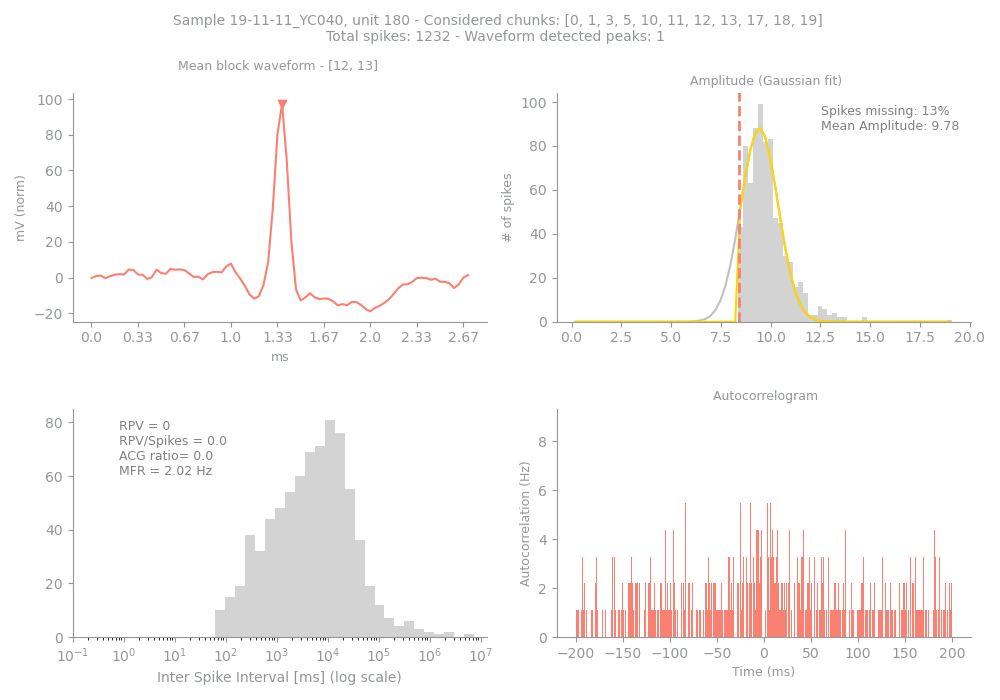 Sample 19-11-11_YC040, unit 180 - Considered chunks: [0, 1, 3, 5, 10, 11, 12, 13, 17, 18, 19]
Total spikes: 1232 - Waveform detected peaks: 1
Mean block waveform - [12, 13]
mV (norm)
100
80
60
40
20
0
−20
0.0 0.33 0.67 1.0 1.33 1.67 2.0 2.33 2.67
ms
Amplitude (Gaussian fit)
Spikes missing: 13%
Mean Amplitude: 9.78
# of spikes
100
80
60
40
20
0
0.0 2.5 5.0 7.5 10.0 12.5 15.0 17.5 20.0
RPV = 0
RPV/Spikes = 0.0
ACG ratio= 0.0
MFR = 2.02 Hz
80
60
40
20
0
10⁻¹ 10⁰ 10¹ 10² 10³ 10⁴ 10⁵ 10⁶ 10⁷
Inter Spike Interval [ms] (log scale)
Autocorrelogram
Autocorrelation (Hz)
8
6
4
2
0
−200 −150 −100 −50 0 50 100 150 200
Time (ms)